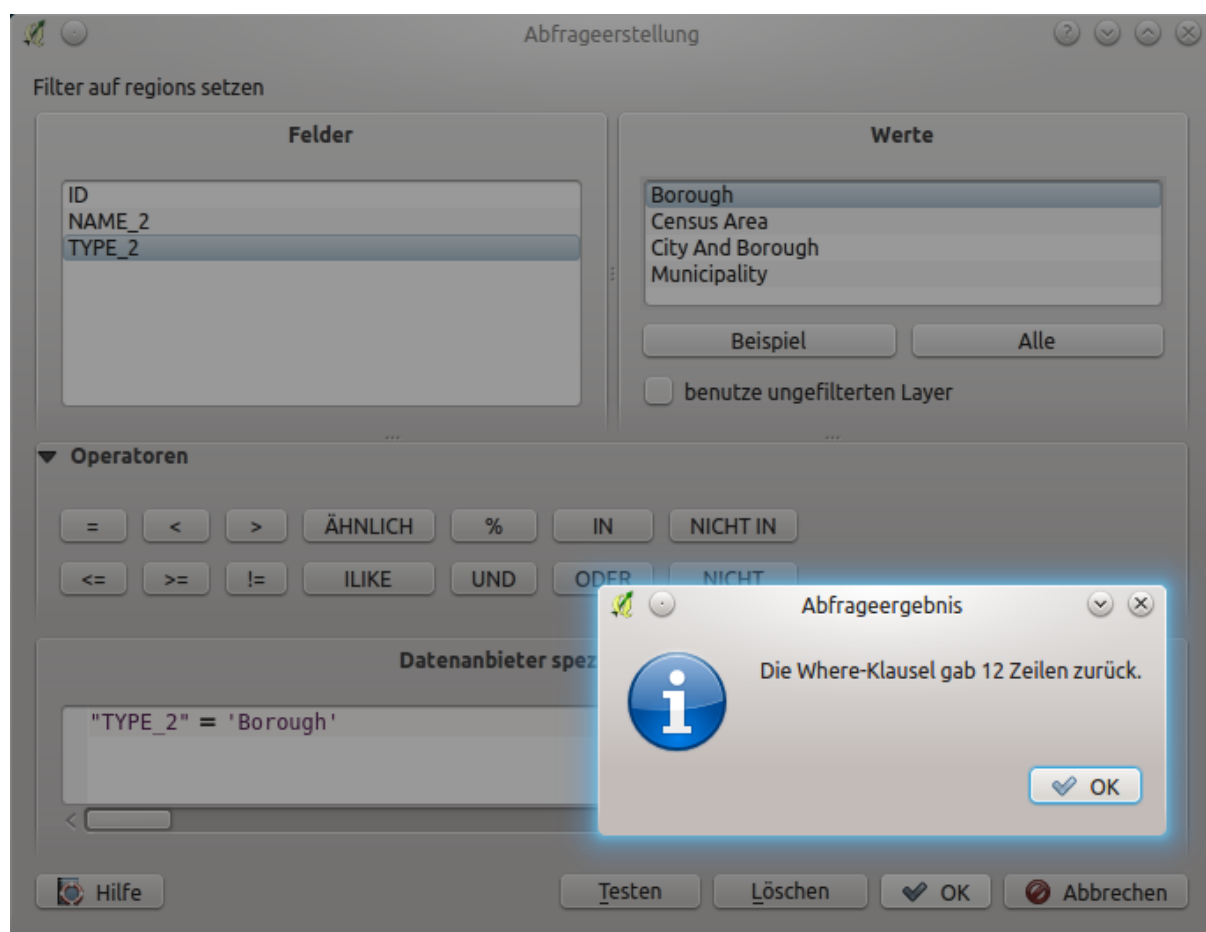 Abfrageerstellung
Filter auf regions setzen
Felder
ID
NAME_2
TYPE_2
Werte
Borough
Census Area
City And Borough
Municipality
Beispiel
Alle
benutze ungefilterten Layer
Operatoren
= < > ÄHNLICH % IN NICHT IN
<= >= != ILIKE UND ODER NICHT
Datenanbieter spez
"TYPE_2" = 'Borough'
Abfrageergebnis
Die Where-Klausel gab 12 Zeilen zurück.
OK
Hilfe
Testen
Löschen
OK
Abbrechen